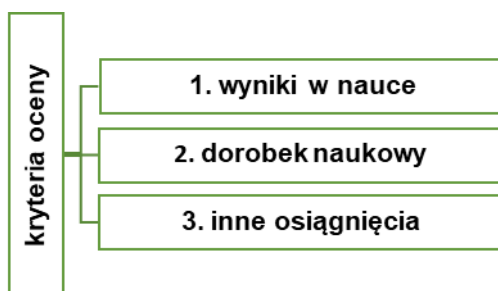 kryteria oceny
1. wyniki w nauce
2. dorobek naukowy
3. inne osiągnięcia